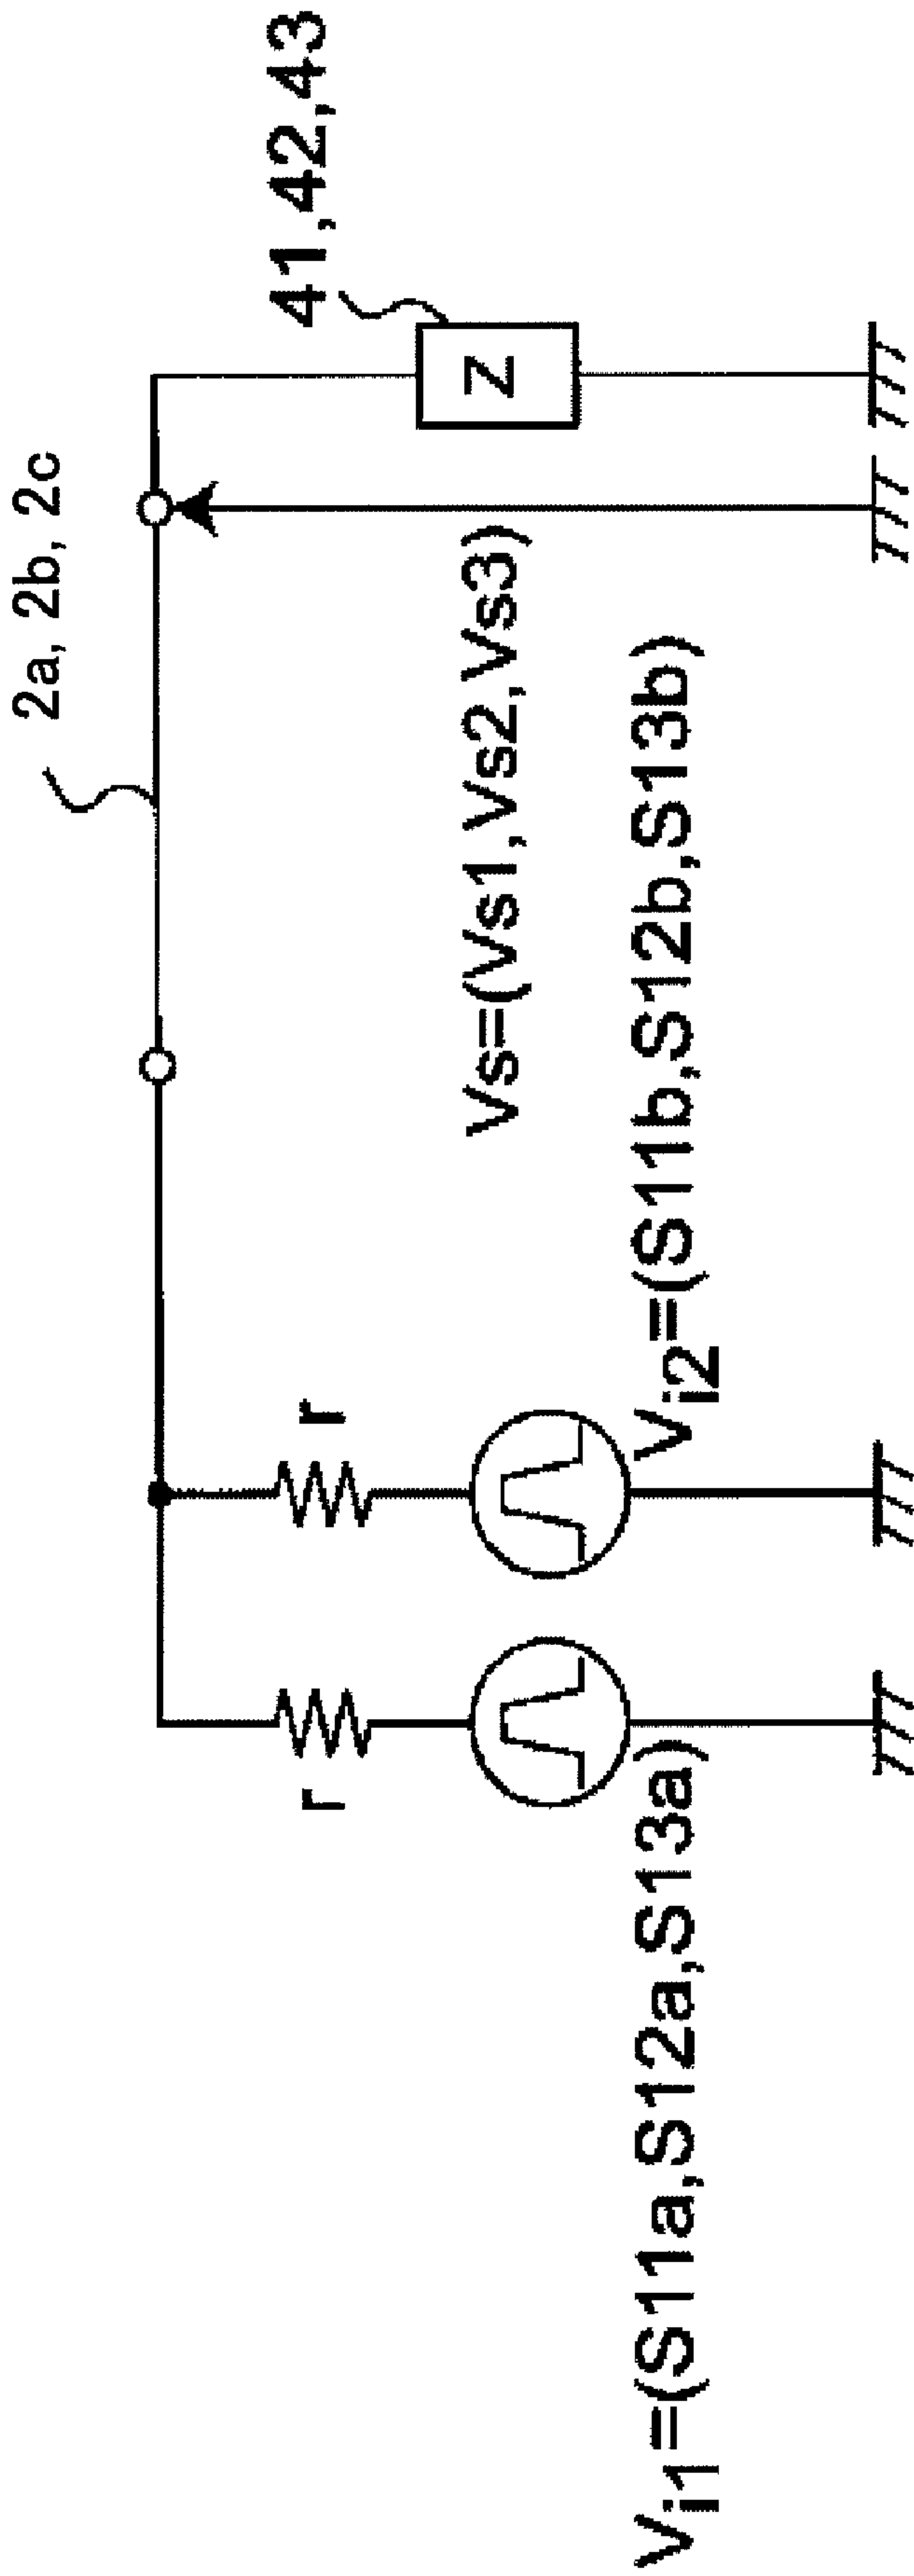 2a, 2b, 2c
41,42,43
r
r
Z
Vs=(Vs1,Vs2,Vs3)
Vi1=(S11a,S12a,S13a)
Vi2=(S11b,S12b,S13b)